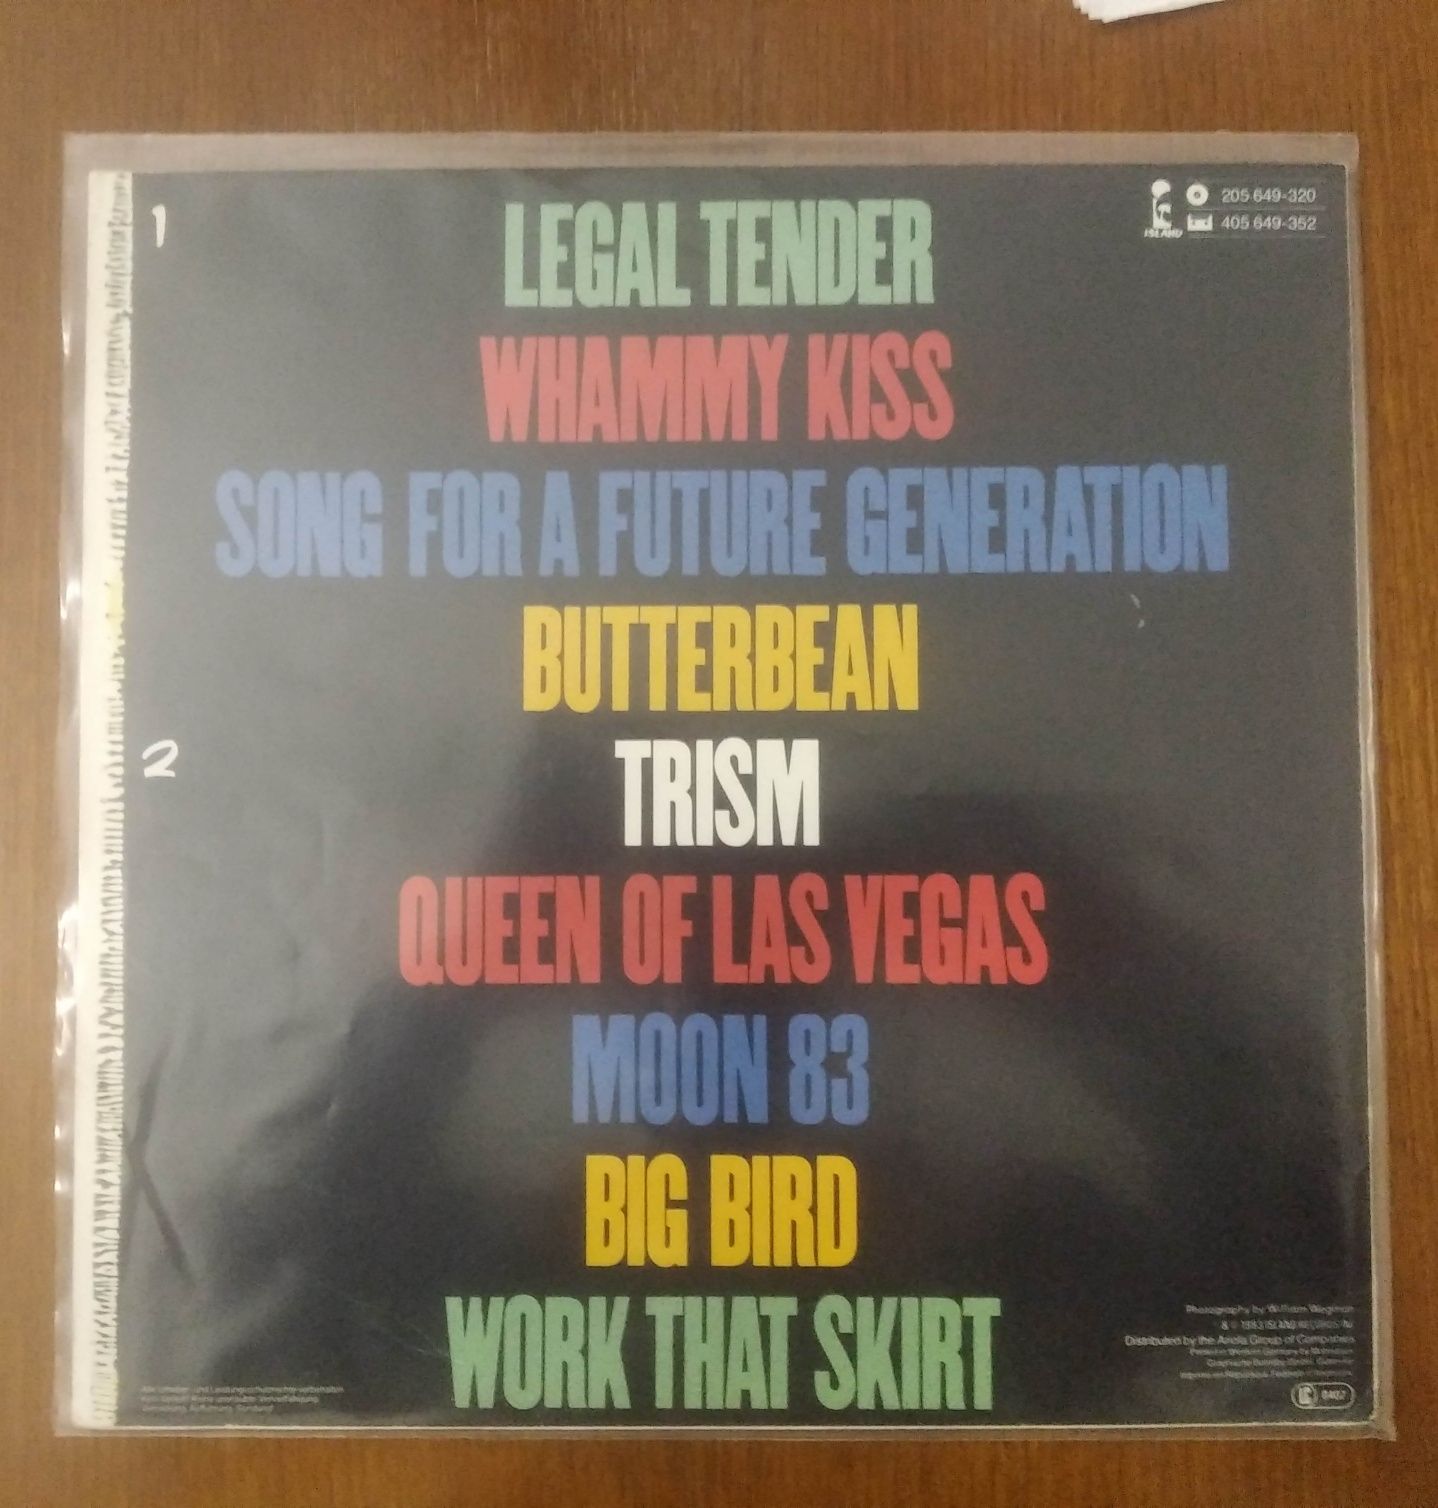 1
LEGAL TENDER
ISLAND
205 649-320
405 649-352
WHAMMY KISS
SONG FOR A FUTURE GENERATION
BUTTERBEAN
2
TRISM
QUEEN OF LAS VEGAS
MOON 83
BIG BIRD
WORK THAT SKIRT
Photography by William Wegman
Distributed by the Ariola Group of Companies